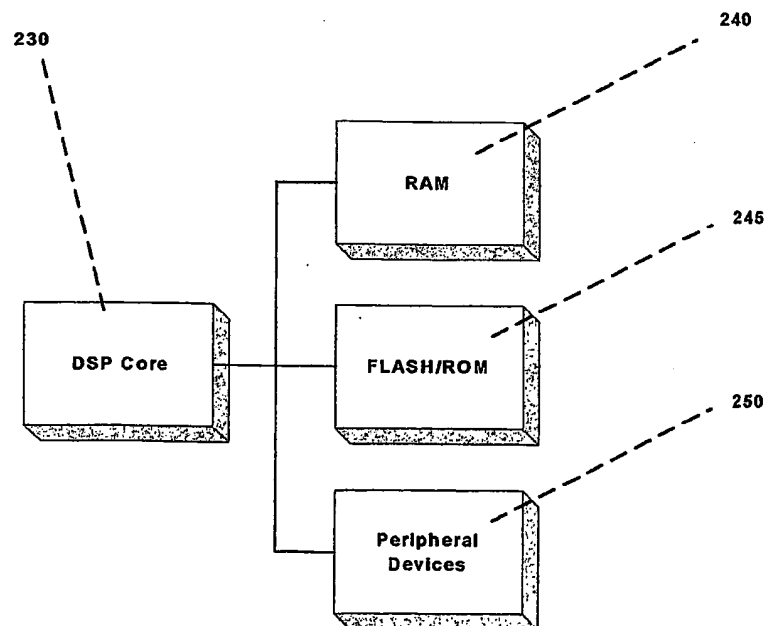 230
240
RAM
245
DSP Core
FLASH/ROM
250
Peripheral
Devices